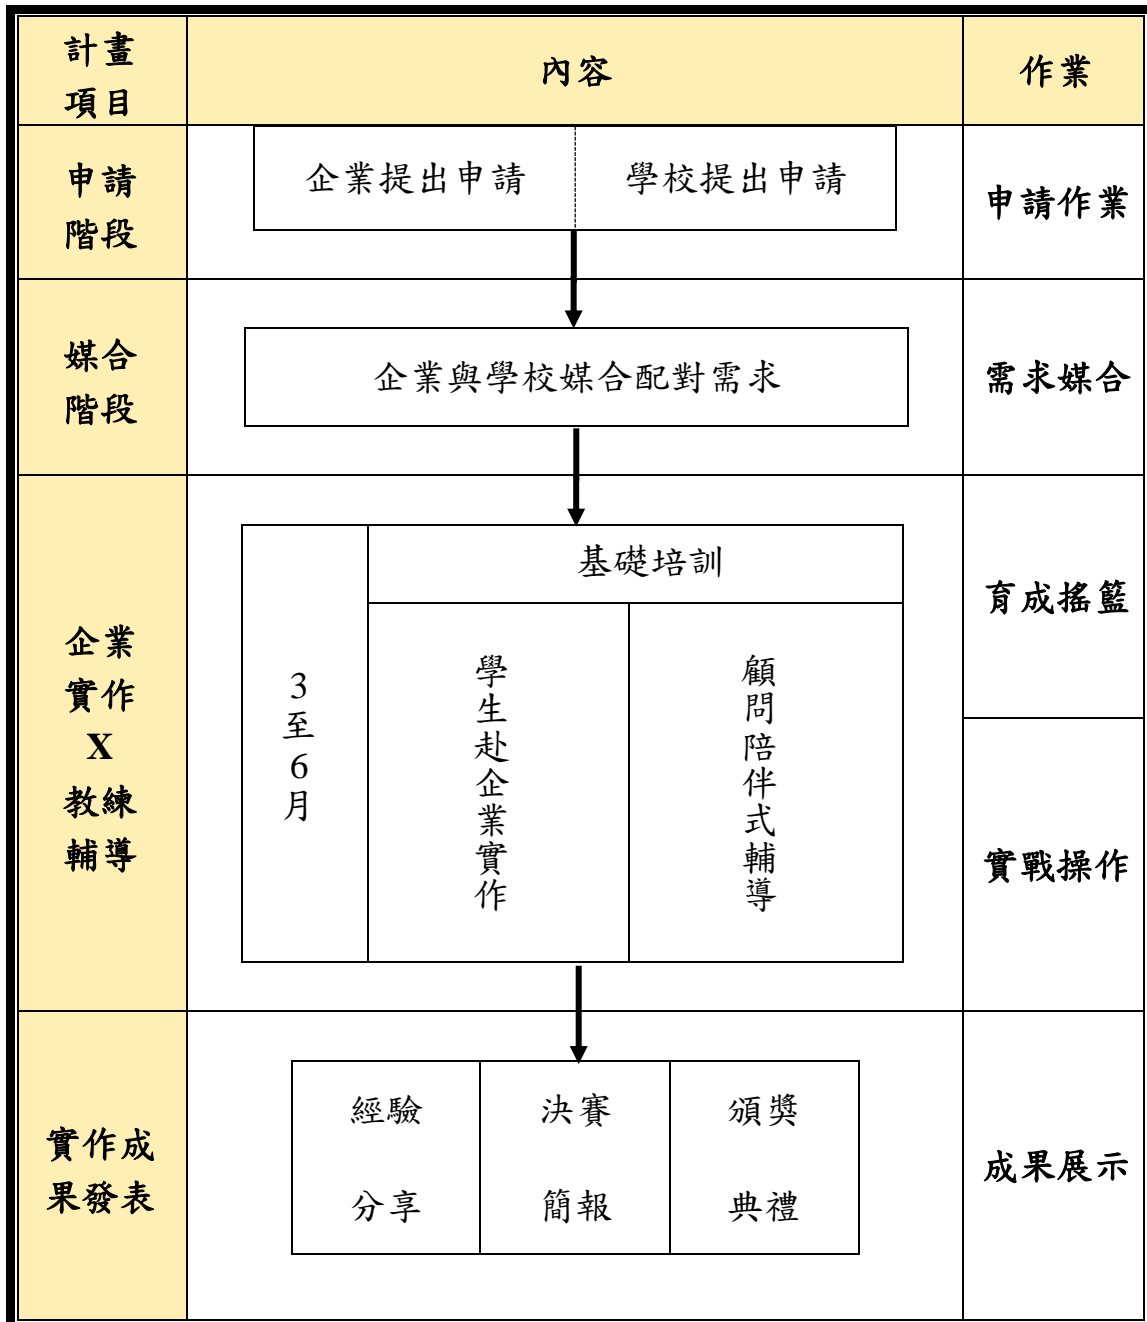 計畫
項目
內容
作業
申請
階段
企業提出申請
學校提出申請
申請作業
媒合
階段
企業與學校媒合配對需求
需求媒合
企業
實作
X
教練
輔導
3至6月
基礎培訓
學生赴企業實作
顧問陪伴式輔導
育成搖籃
實戰操作
實作成
果發表
經驗
分享
決賽
簡報
頒獎
典禮
成果展示